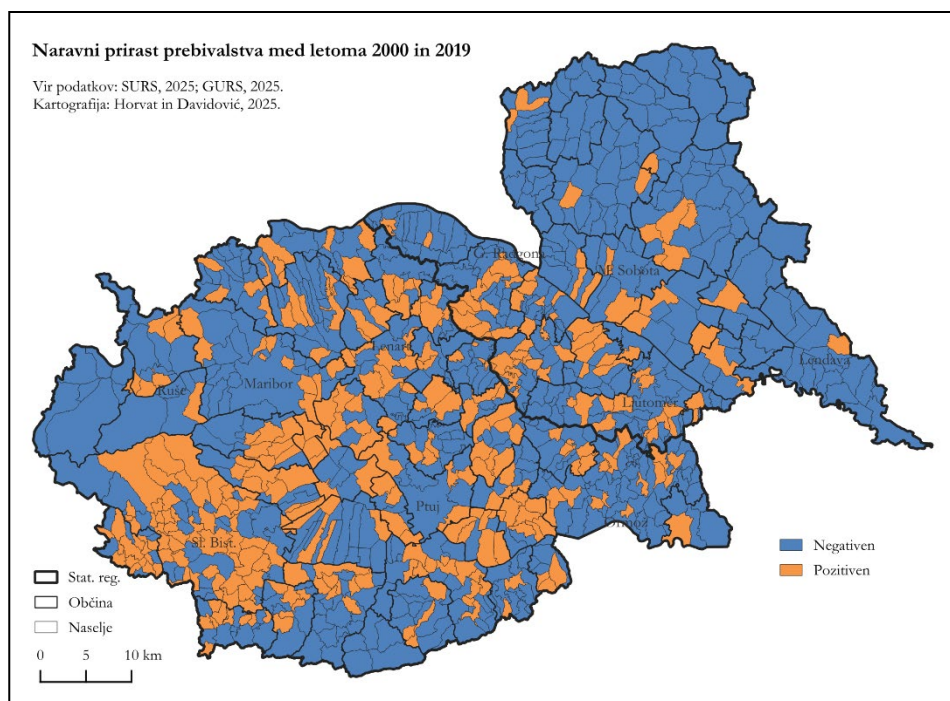 Naravni prirast prebivalstva med letoma 2000 in 2019
Vir podatkov: SURS, 2025; GURS, 2025.
Kartografija: Horvat in Davidović, 2025.
G. Radgona
M. Sobota
Lenart
Lendava
Ruše
Maribor
Ljutomer
Ptuj
Ormož
Sl. Bist.
Negativen
Pozitiven
Stat. reg.
Občina
Naselje
0 5 10 km